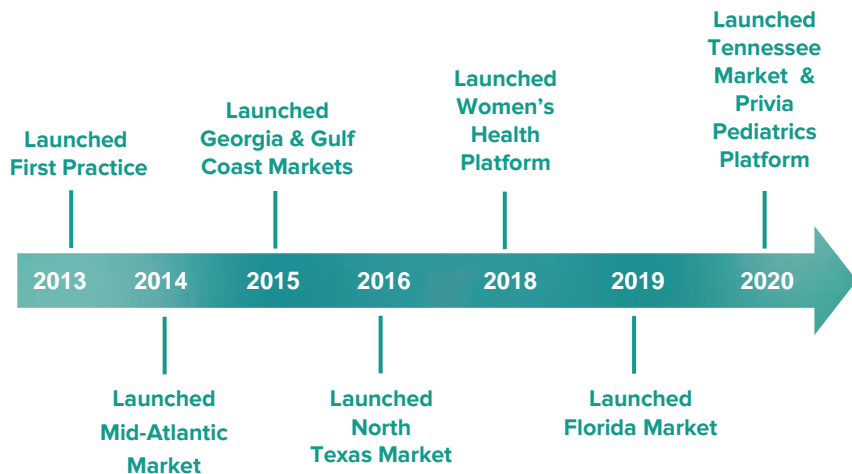 Launched
First Practice
Launched
Georgia & Gulf
Coast Markets
Launched
Women's
Health
Platform
Launched
Tennessee
Market &
Privia
Pediatrics
Platform
2013 2014 2015 2016 2018 2019 2020
Launched
Mid-Atlantic
Market
Launched
North
Texas Market
Launched
Florida Market